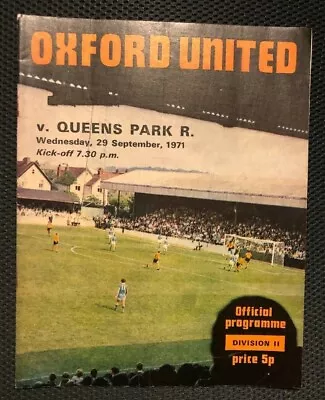 OXFORD UNITED
v. QUEENS PARK R.
Wednesday, 29 September, 1971
Kick-off 7.30 p.m.
Official
programme
DIVISION II
price 5p